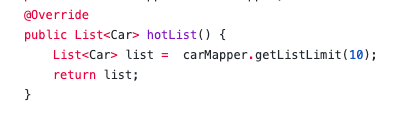 @Override
public List<Car> hotList() {
    List<Car> list =  carMapper.getListLimit(10);
    return list;
}